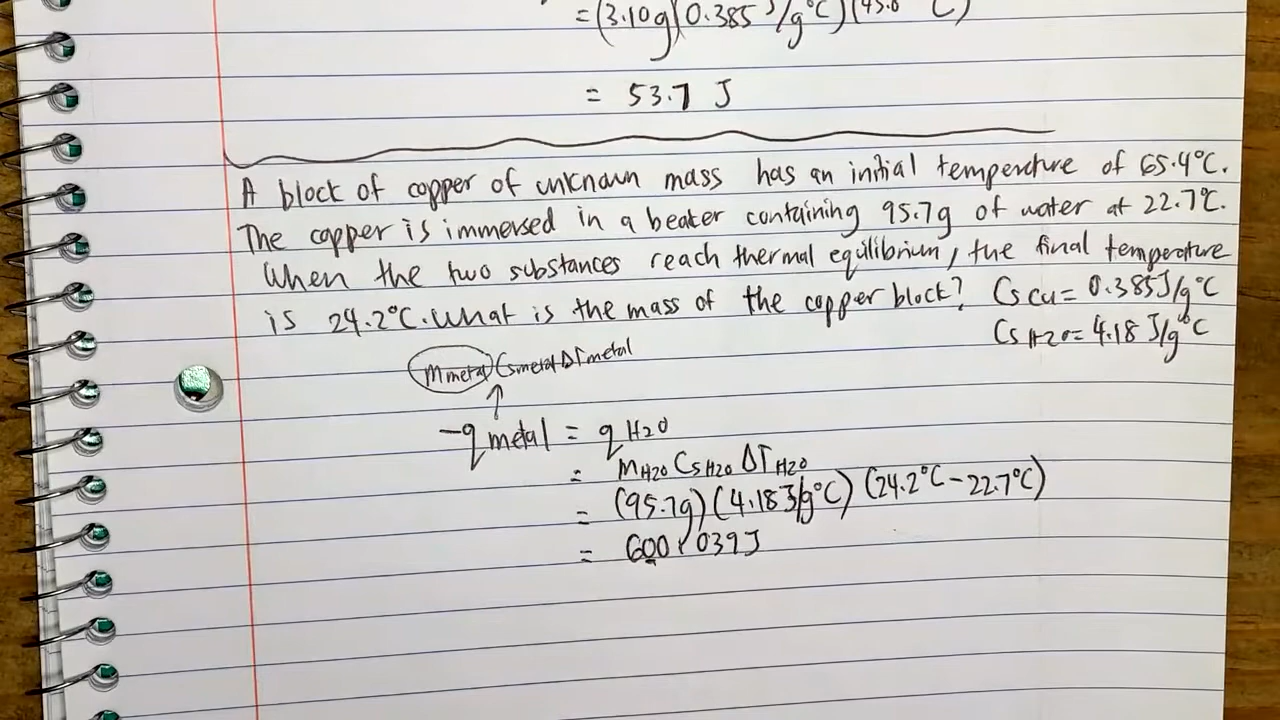 = (3.10g)(0.385 J/g°C)(45.0 °C)
= 53.7 J
A block of copper of unknown mass has an initial temperature of 65.4°C.
The copper is immersed in a beaker containing 95.7g of water at 22.7°C.
When the two substances reach thermal equilibrium, the final temperature
is 24.2°C. What is the mass of the copper block? Cs Cu = 0.385 J/g°C
Cs H2O = 4.18 J/g°C
Mmetal Csmetal ΔTmetal
-q metal = q H2O
= MH2O CsH2O ΔTH2O
= (95.7g) (4.18 J/g°C) (24.2°C - 22.7°C)
= 600.039J